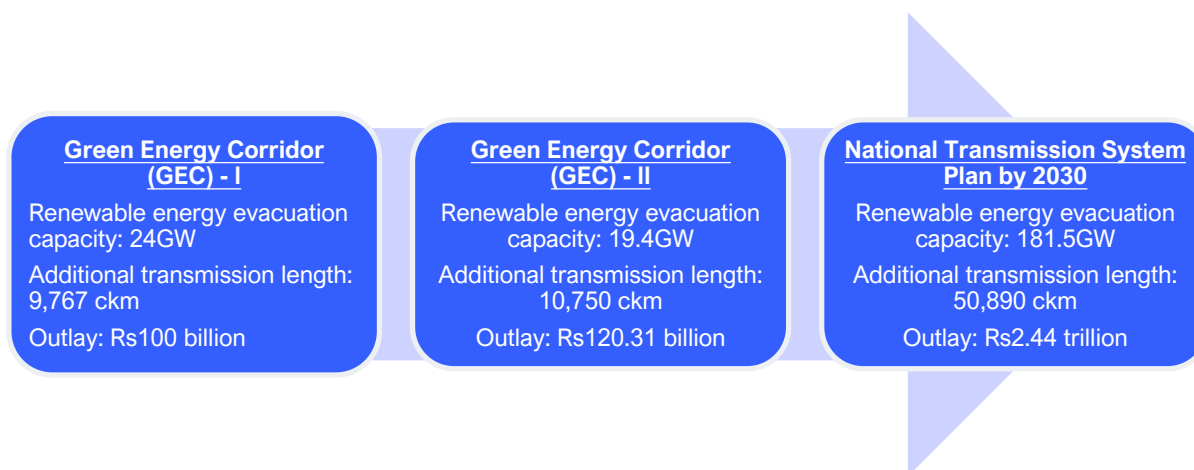 Green Energy Corridor
(GEC) - I
Renewable energy evacuation
capacity: 24GW
Additional transmission length:
9,767 ckm
Outlay: Rs100 billion
Green Energy Corridor
(GEC) - II
Renewable energy evacuation
capacity: 19.4GW
Additional transmission length:
10,750 ckm
Outlay: Rs120.31 billion
National Transmission System
Plan by 2030
Renewable energy evacuation
capacity: 181.5GW
Additional transmission length:
50,890 ckm
Outlay: Rs2.44 trillion